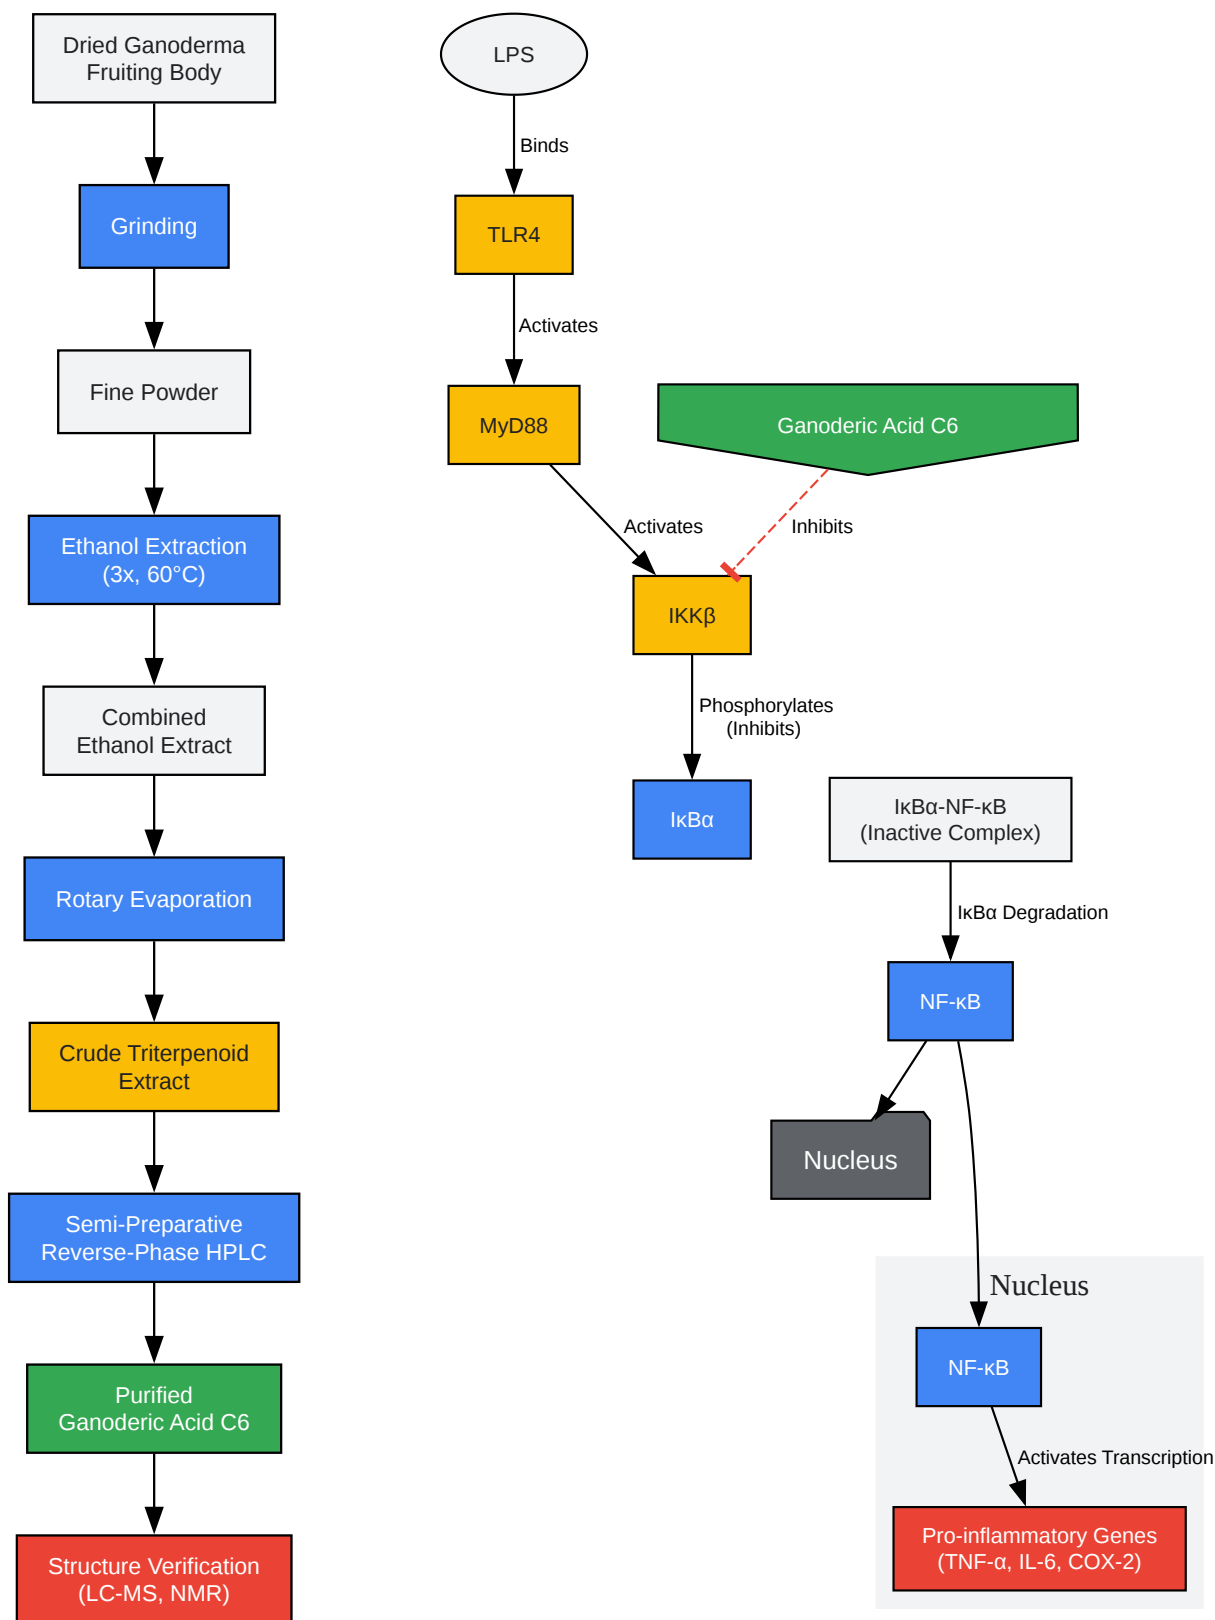 Dried Ganoderma
Fruiting Body
Grinding
Fine Powder
Ethanol Extraction
(3x, 60°C)
Combined
Ethanol Extract
Rotary Evaporation
Crude Triterpenoid
Extract
Semi-Preparative
Reverse-Phase HPLC
Purified
Ganoderic Acid C6
Structure Verification
(LC-MS, NMR)
LPS
Binds
TLR4
Activates
MyD88
Ganoderic Acid C6
Activates
Inhibits
IKKβ
Phosphorylates
(Inhibits)
IκBα
IκBα-NF-κB
(Inactive Complex)
IκBα Degradation
NF-κB
Nucleus
Nucleus
NF-κB
Activates Transcription
Pro-inflammatory Genes
(TNF-α, IL-6, COX-2)